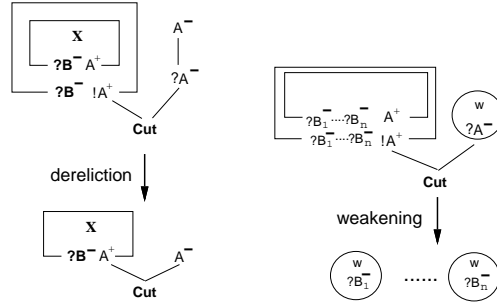 A⁻
X
?B⁻ A⁺
?A⁻
?B⁻ !A⁺
Cut
dereliction
X
?B⁻ A⁺ A⁻
Cut
w
?B₁⁻ ····?Bₙ⁻ A⁺
?A⁻
?B₁⁻ ····?Bₙ⁻ !A⁺
Cut
weakening
w w
?B₁⁻ ...... ?Bₙ⁻